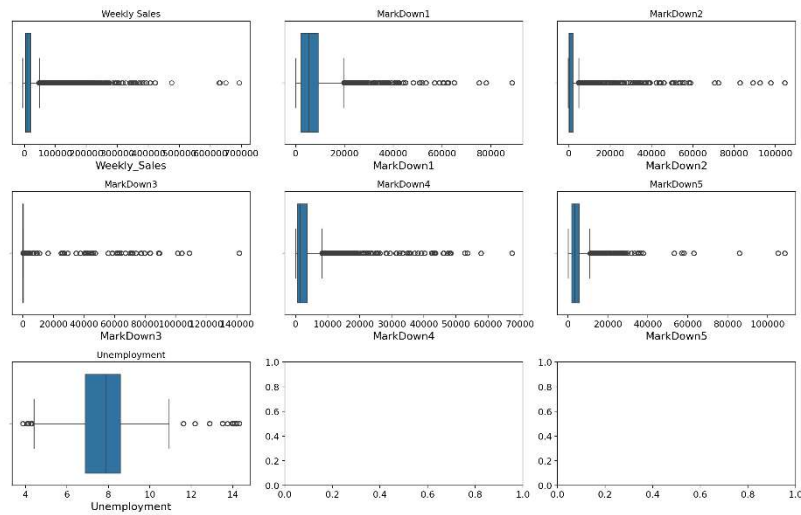 Weekly Sales
MarkDown1
MarkDown2
0 100000 200000 300000 400000 500000 600000 700000
0 20000 40000 60000 80000
0 20000 40000 60000 80000 100000
Weekly_Sales
MarkDown1
MarkDown2
MarkDown3
MarkDown4
MarkDown5
0 20000 40000 60000 80000 100000 120000 140000
0 10000 20000 30000 40000 50000 60000 70000
0 20000 40000 60000 80000 100000
MarkDown3
MarkDown4
MarkDown5
Unemployment
1.0
0.8
0.6
0.4
0.2
0.0
1.0
0.8
0.6
0.4
0.2
0.0
4 6 8 10 12 14
0.0 0.2 0.4 0.6 0.8 1.0
0.0 0.2 0.4 0.6 0.8 1.0
Unemployment